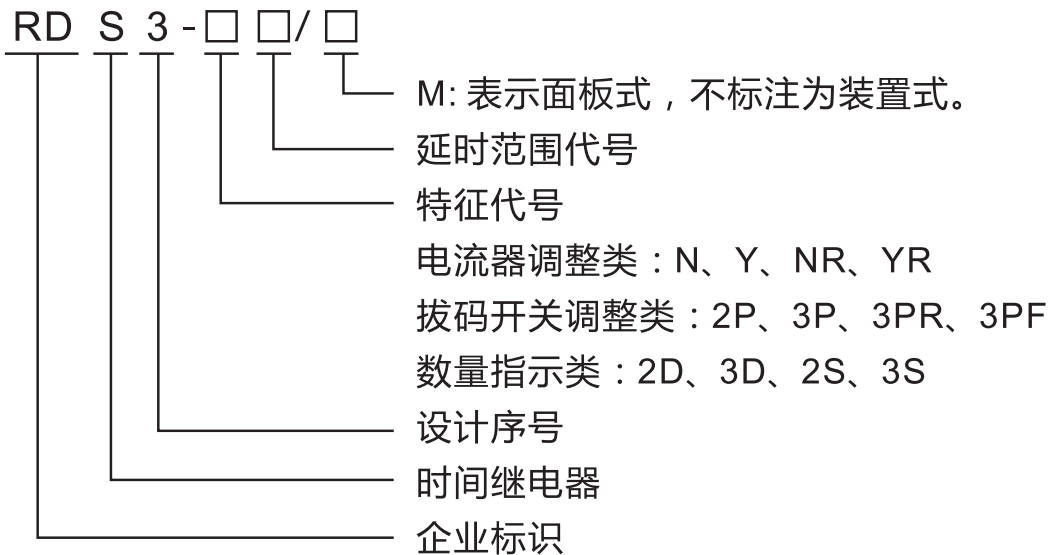 RD S 3 - □ □ / □
M: 表示面板式，不标注为装置式。
延时范围代号
特征代号
电流器调整类：N、Y、NR、YR
拔码开关调整类：2P、3P、3PR、3PF
数量指示类：2D、3D、2S、3S
设计序号
时间继电器
企业标识